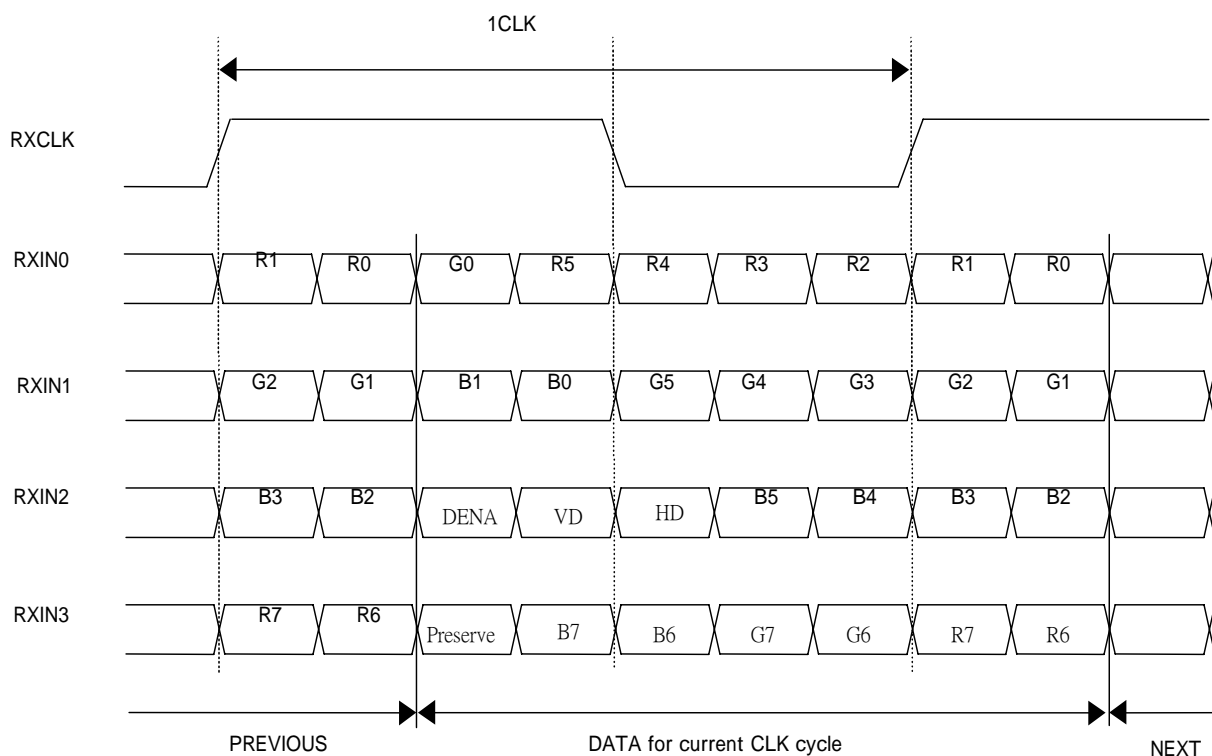 1CLK
RXCLK
RXIN0 R1 R0 G0 R5 R4 R3 R2 R1 R0
RXIN1 G2 G1 B1 B0 G5 G4 G3 G2 G1
RXIN2 B3 B2 DENA VD HD B5 B4 B3 B2
RXIN3 R7 R6 Preserve B7 B6 G7 G6 R7 R6
PREVIOUS DATA for current CLK cycle NEXT